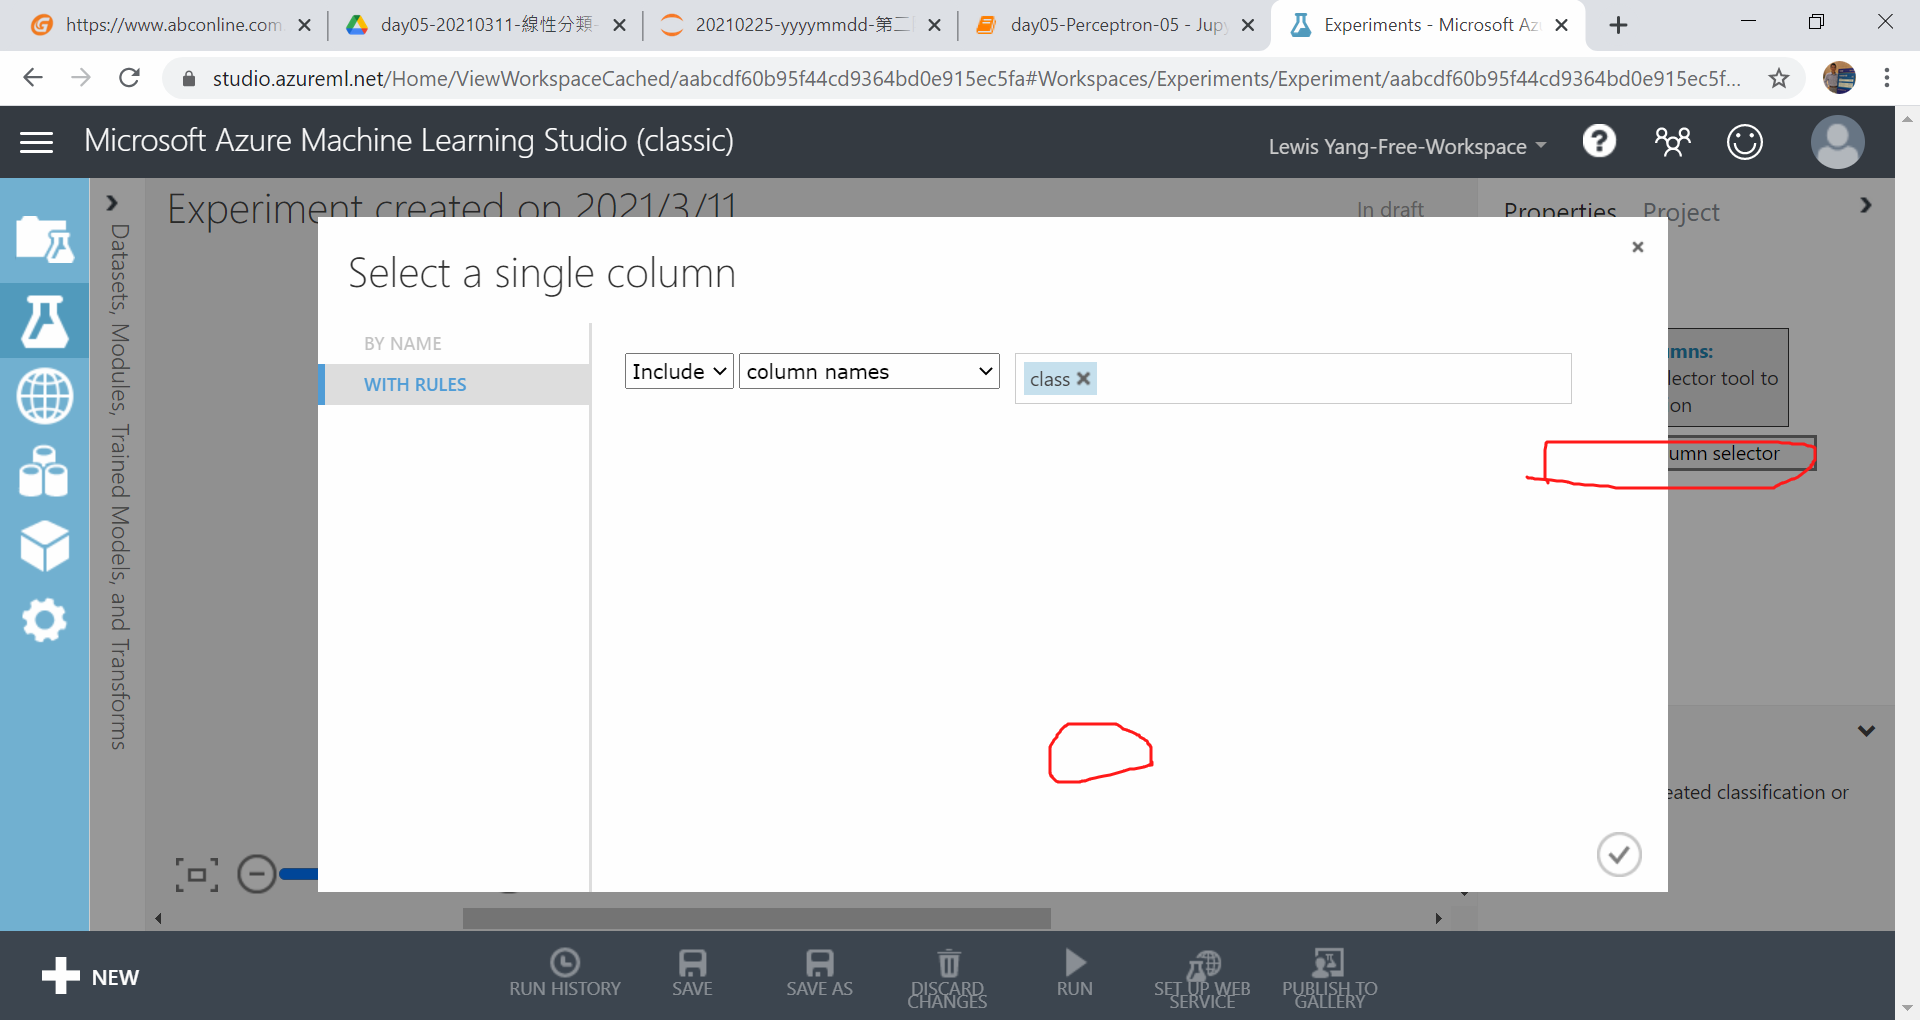 https://www.abconline.com
day05-20210311-線性分類-
20210225-yyyymmdd-第二
day05-Perceptron-05 - Jupy
Experiments - Microsoft Az
studio.azureml.net/Home/ViewWorkspaceCached/aabcdf60b95f44cd9364bd0e915ec5fa#Workspaces/Experiments/Experiment/aabcdf60b95f44cd9364bd0e915ec5f...
Microsoft Azure Machine Learning Studio (classic)
Lewis Yang-Free-Workspace
Experiment created on 2021/3/11
In draft
Properties
Project
Datasets, Modules, Trained Models, and Transforms
Select a single column
BY NAME
WITH RULES
Include
column names
class
mns:
lector tool to
on
umn selector
eated classification or
NEW
RUN HISTORY
SAVE
SAVE AS
DISCARD
CHANGES
RUN
SET UP WEB
SERVICE
PUBLISH TO
GALLERY